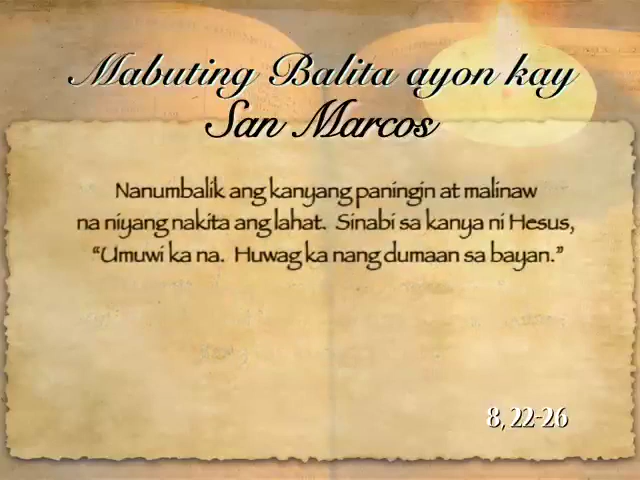 Mabuting Balita ayon kay
San Marcos
Nanumbalik ang kanyang paningin at malinaw
na niyang nakita ang lahat. Sinabi sa kanya ni Hesus,
“Umuwi ka na. Huwag ka nang dumaan sa bayan.”
8, 22-26